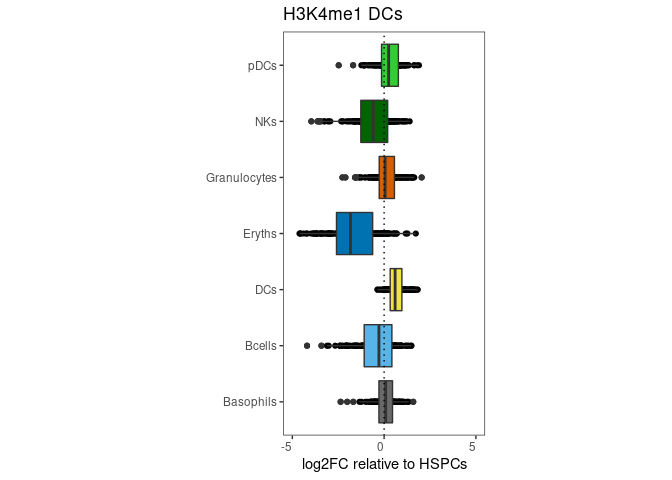 H3K4me1 DCs
pDCs
NKs
Granulocytes
Eryths
DCs
Bcells
Basophils
-5 0 5
log2FC relative to HSPCs